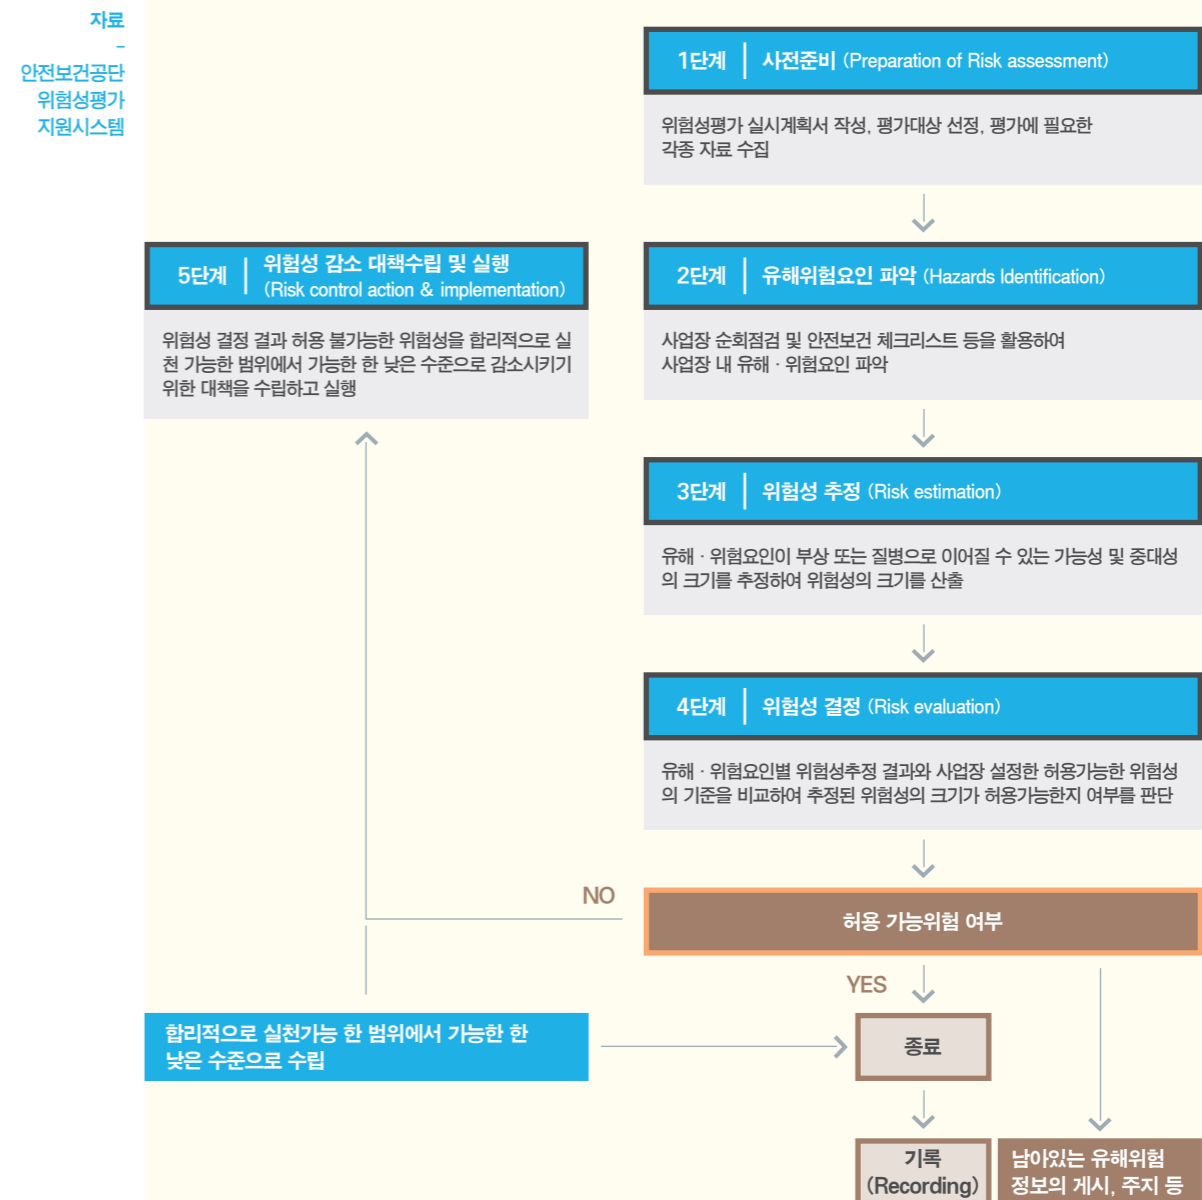 자료
–
안전보건공단
위험성평가
지원시스템
1단계 사전준비 (Preparation of Risk assessment)
위험성평가 실시계획서 작성, 평가대상 선정, 평가에 필요한
각종 자료 수집
2단계 유해위험요인 파악 (Hazards Identification)
사업장 순회점검 및 안전보건 체크리스트 등을 활용하여
사업장 내 유해 · 위험요인 파악
3단계 위험성 추정 (Risk estimation)
유해 · 위험요인이 부상 또는 질병으로 이어질 수 있는 가능성 및 중대성
의 크기를 추정하여 위험성의 크기를 산출
4단계 위험성 결정 (Risk evaluation)
유해 · 위험요인별 위험성추정 결과와 사업장 설정한 허용가능한 위험성
의 기준을 비교하여 추정된 위험성의 크기가 허용가능한지 여부를 판단
허용 가능위험 여부
NO
5단계 위험성 감소 대책수립 및 실행
(Risk control action & implementation)
위험성 결정 결과 허용 불가능한 위험성을 합리적으로 실
천 가능한 범위에서 가능한 한 낮은 수준으로 감소시키기
위한 대책을 수립하고 실행
합리적으로 실천가능 한 범위에서 가능한 한
낮은 수준으로 수립
YES
종료
기록
(Recording)
남아있는 유해위험
정보의 게시, 주지 등